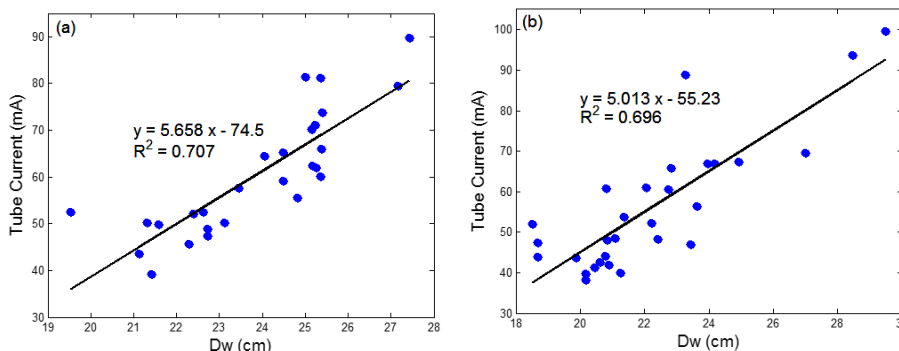 (a)
y = 5.658 x - 74.5
R² = 0.707
Tube Current (mA)
90
80
70
60
50
40
30
19 20 21 22 23 24 25 26 27 28
Dw (cm)
(b)
y = 5.013 x - 55.23
R² = 0.696
Tube Current (mA)
100
90
80
70
60
50
40
30
18 20 22 24 26 28
Dw (cm)